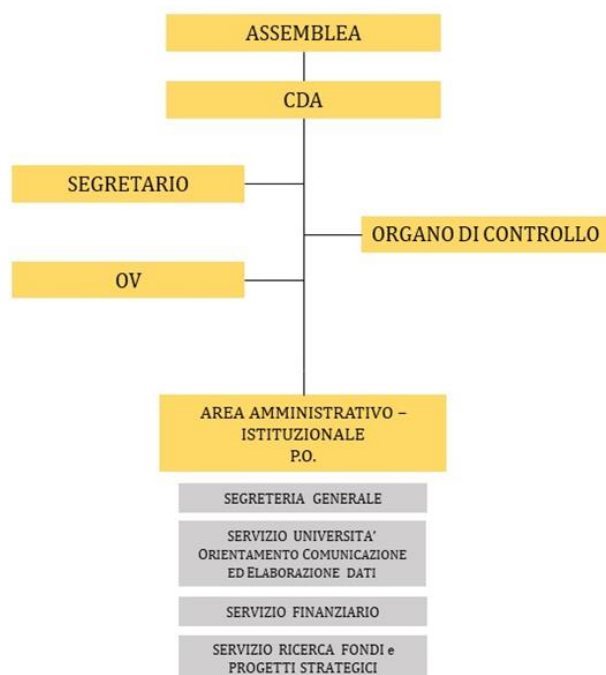 ASSEMBLEA
CDA
SEGRETARIO
ORGANO DI CONTROLLO
OV
AREA AMMINISTRATIVO –
ISTITUZIONALE
P.O.
SEGRETERIA GENERALE
SERVIZIO UNIVERSITA'
ORIENTAMENTO COMUNICAZIONE
ED ELABORAZIONE DATI
SERVIZIO FINANZIARIO
SERVIZIO RICERCA FONDI e
PROGETTI STRATEGICI